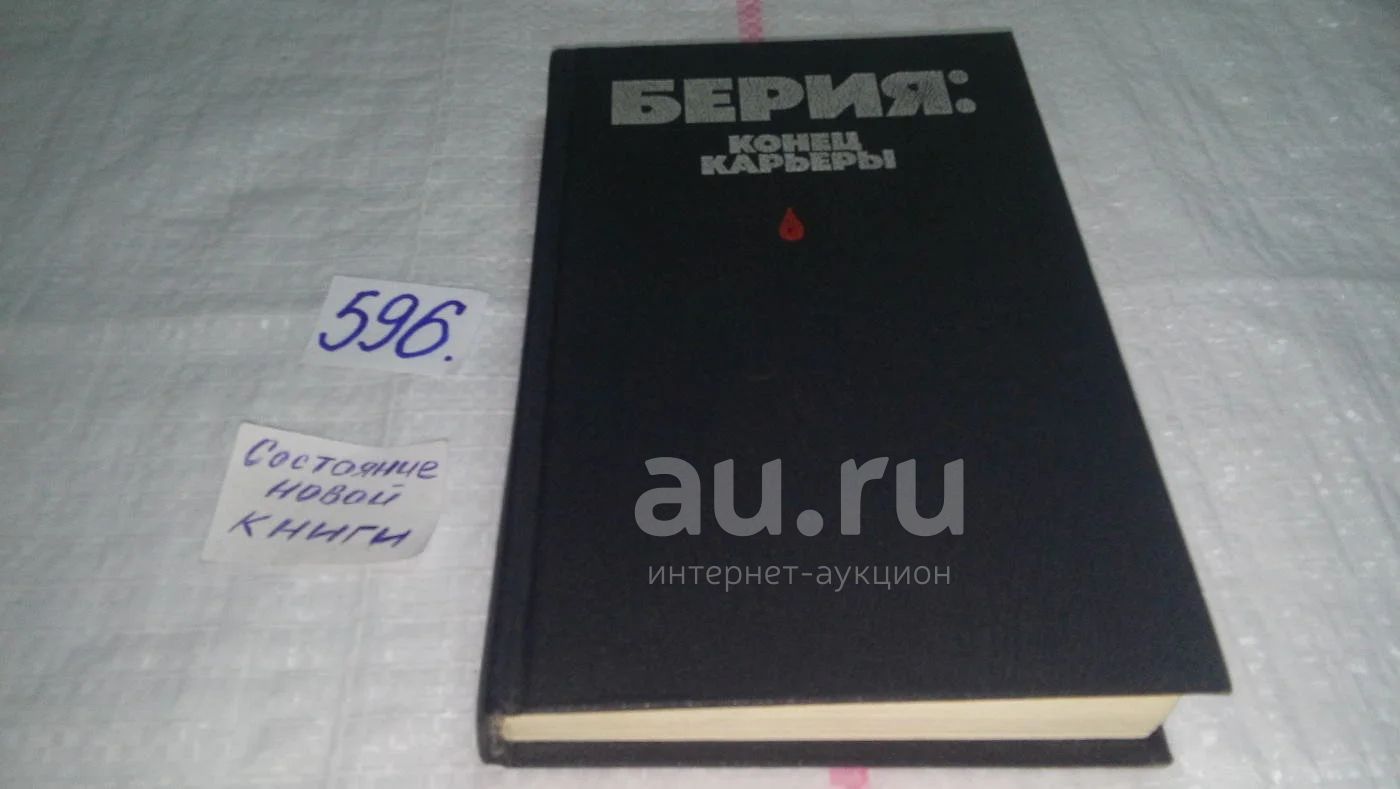 БЕРИЯ:
КОНЕЦ
КАРЬЕРЫ
596.
Состояние
новой
книги
au.ru
интернет-аукцион